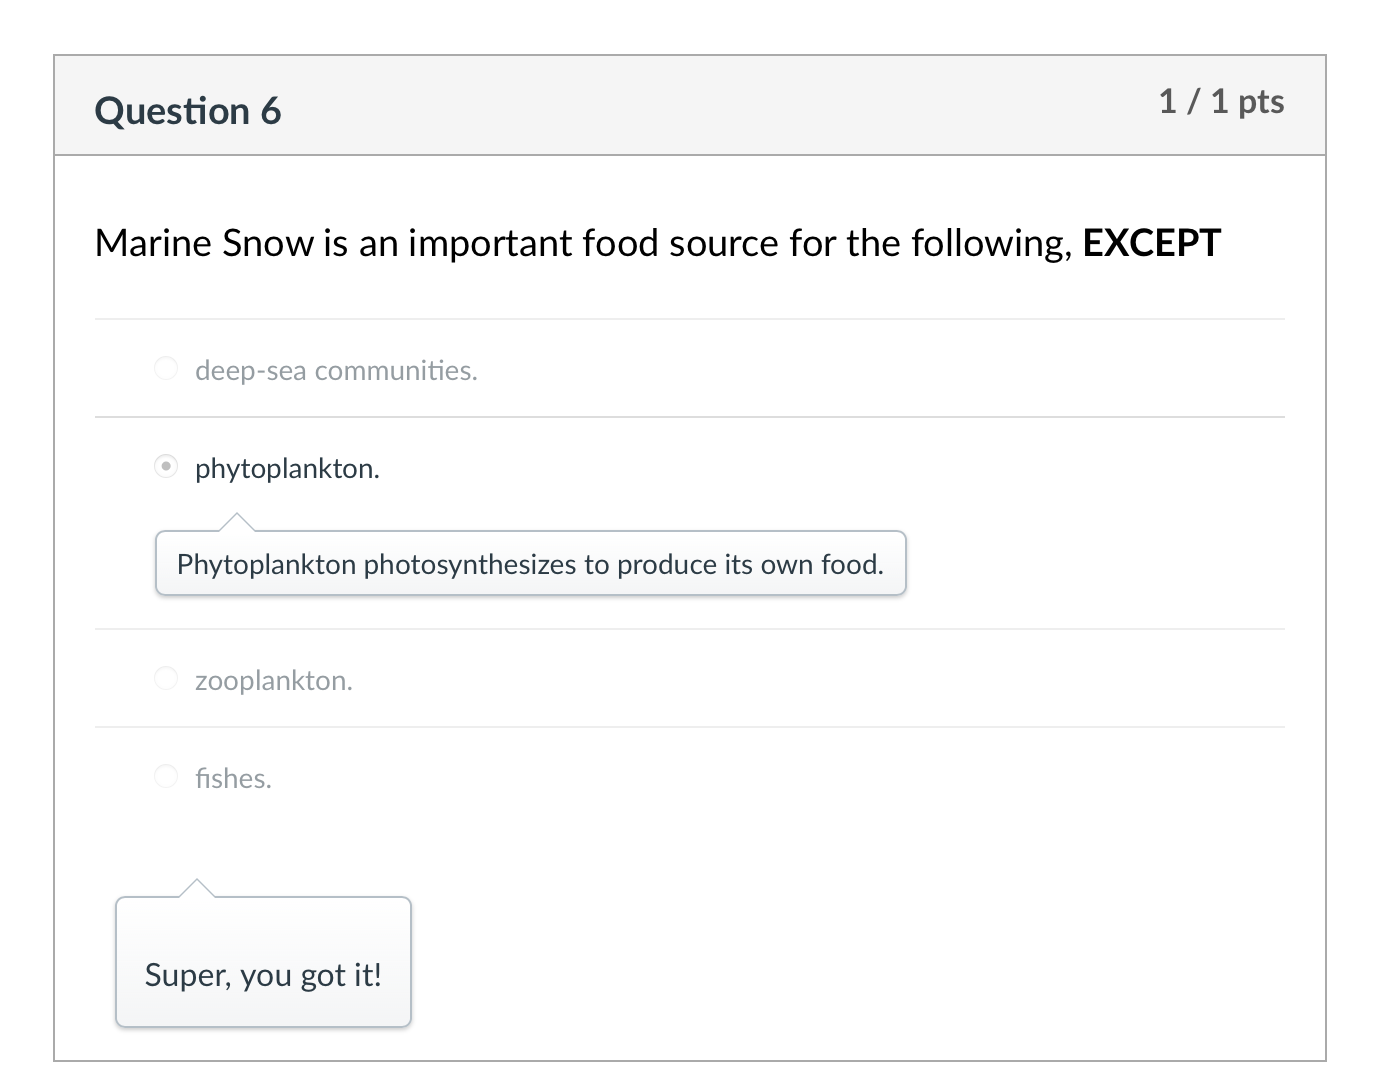 Question 6
1 / 1 pts
Marine Snow is an important food source for the following, EXCEPT
deep-sea communities.
phytoplankton.
Phytoplankton photosynthesizes to produce its own food.
zooplankton.
fishes.
Super, you got it!